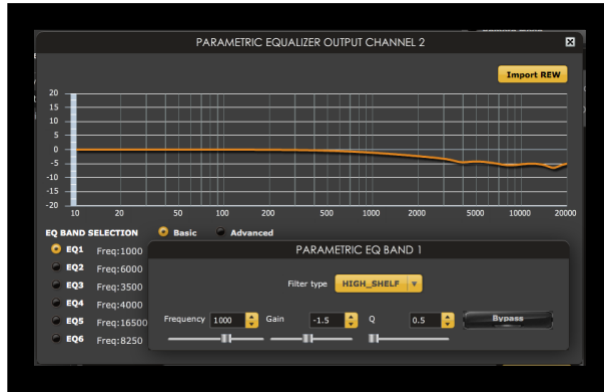 PARAMETRIC EQUALIZER OUTPUT CHANNEL 2
Import REW
20
15
10
5
0
-5
-10
-15
-20
10 20 50 100 200 500 1000 2000 5000 10000 20000
EQ BAND SELECTION Basic Advanced
EQ1 Freq:1000
EQ2 Freq:6000
EQ3 Freq:3500
EQ4 Freq:4000
EQ5 Freq:16500
EQ6 Freq:8250
PARAMETRIC EQ BAND 1
Filter type HIGH_SHELF
Frequency 1000 Gain -1.5 Q 0.5 Bypass